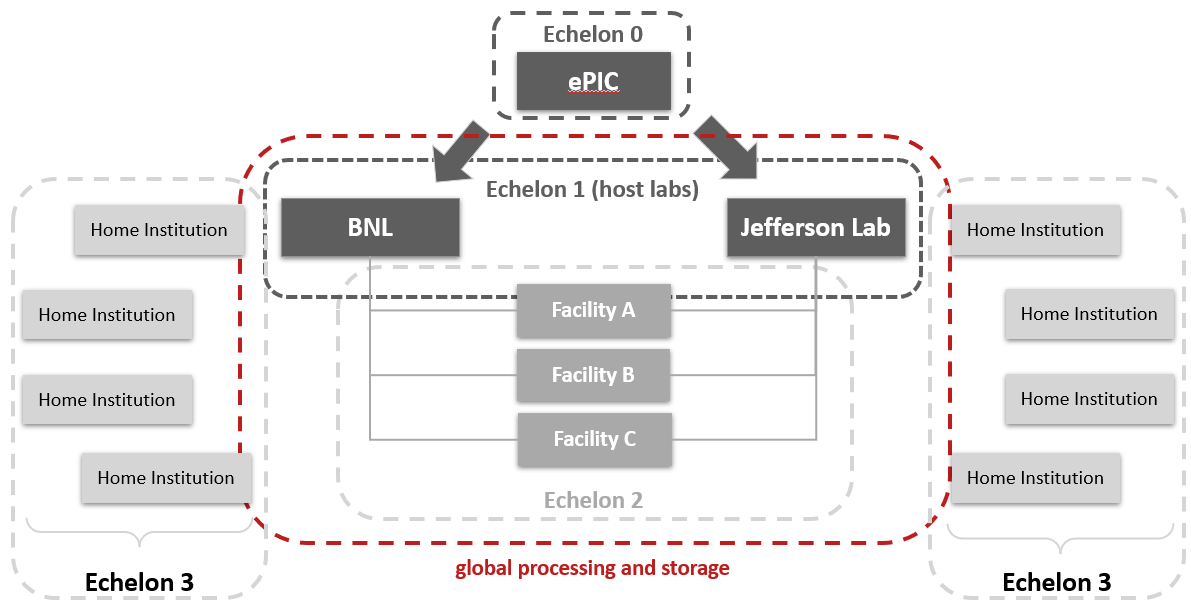 Echelon 0
ePIC
Echelon 1 (host labs)
BNL
Jefferson Lab
Home Institution
Home Institution
Home Institution
Home Institution
Facility A
Facility B
Facility C
Echelon 2
Home Institution
Home Institution
Home Institution
Home Institution
global processing and storage
Echelon 3
Echelon 3